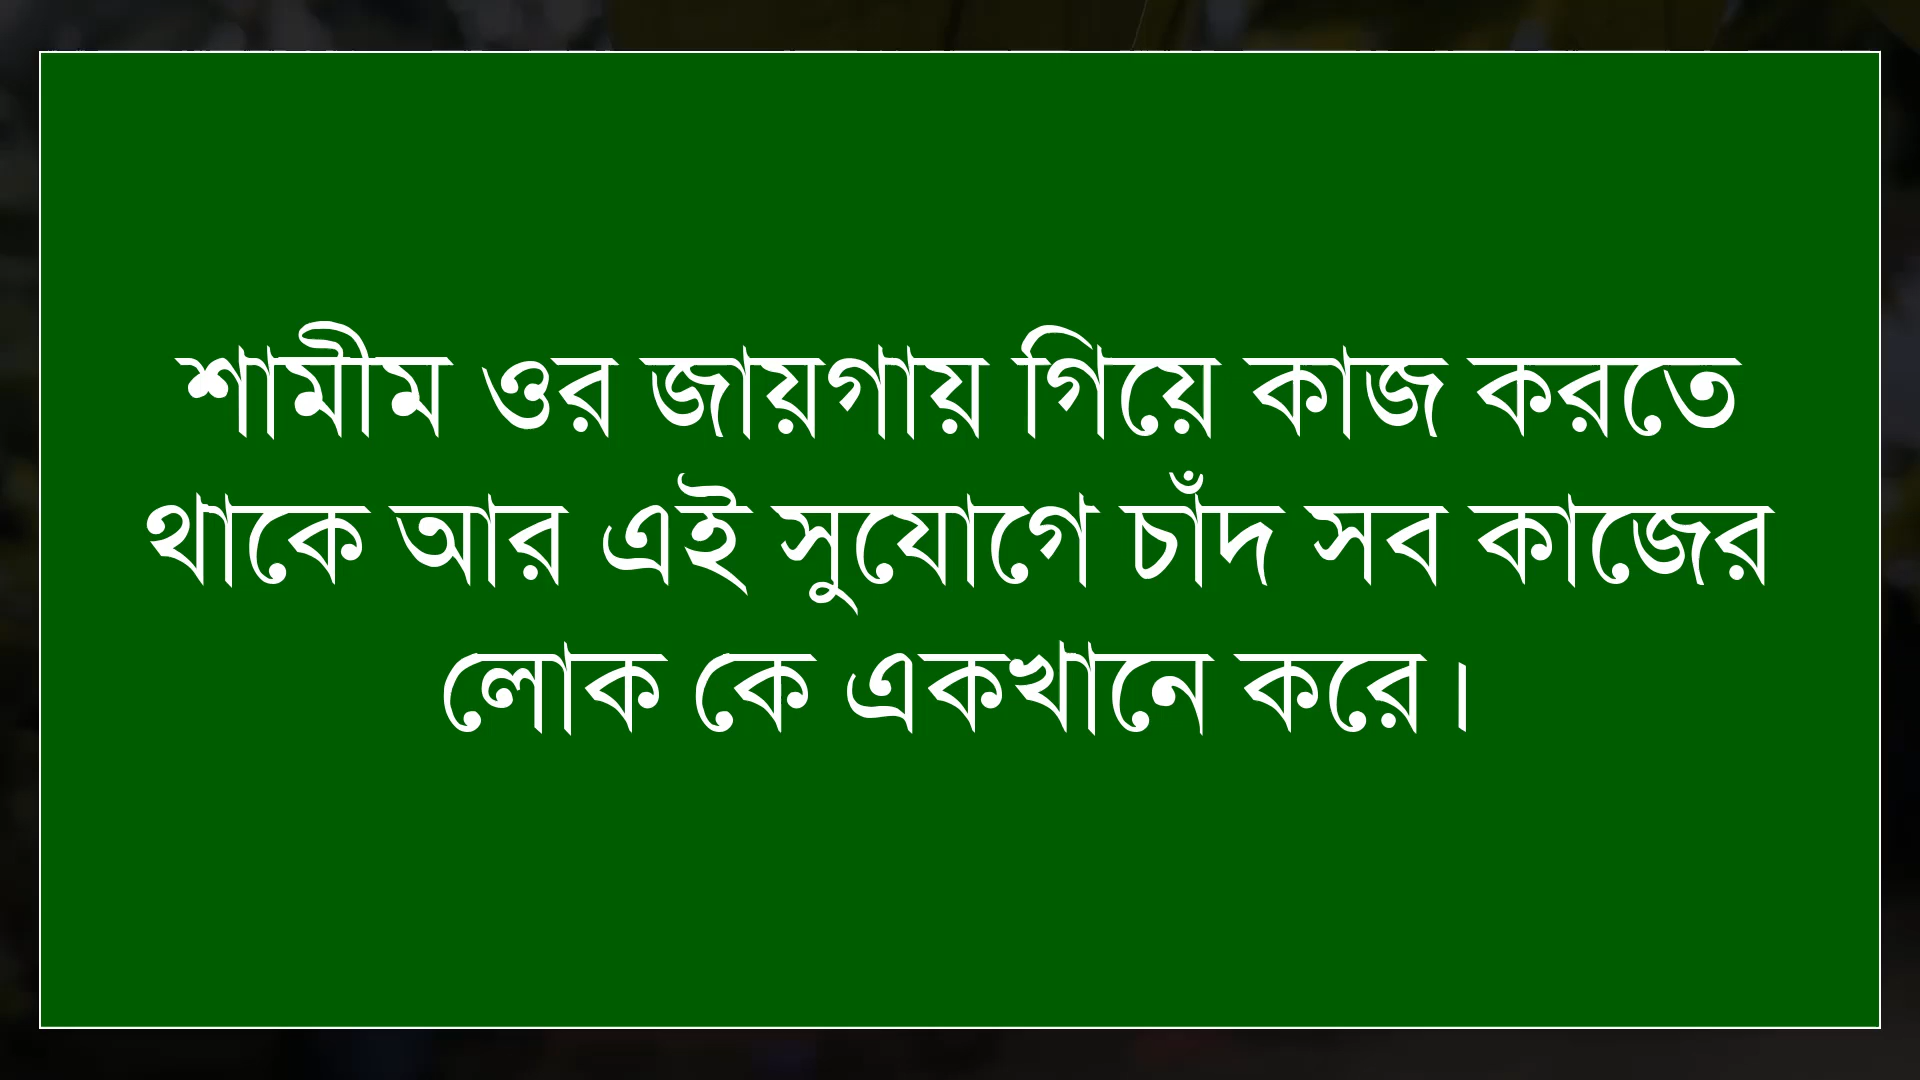 শামীম ওর জায়গায় গিয়ে কাজ করতে
থাকে আর এই সুযোগে চাঁদ সব কাজের
লোক কে একখানে করে।